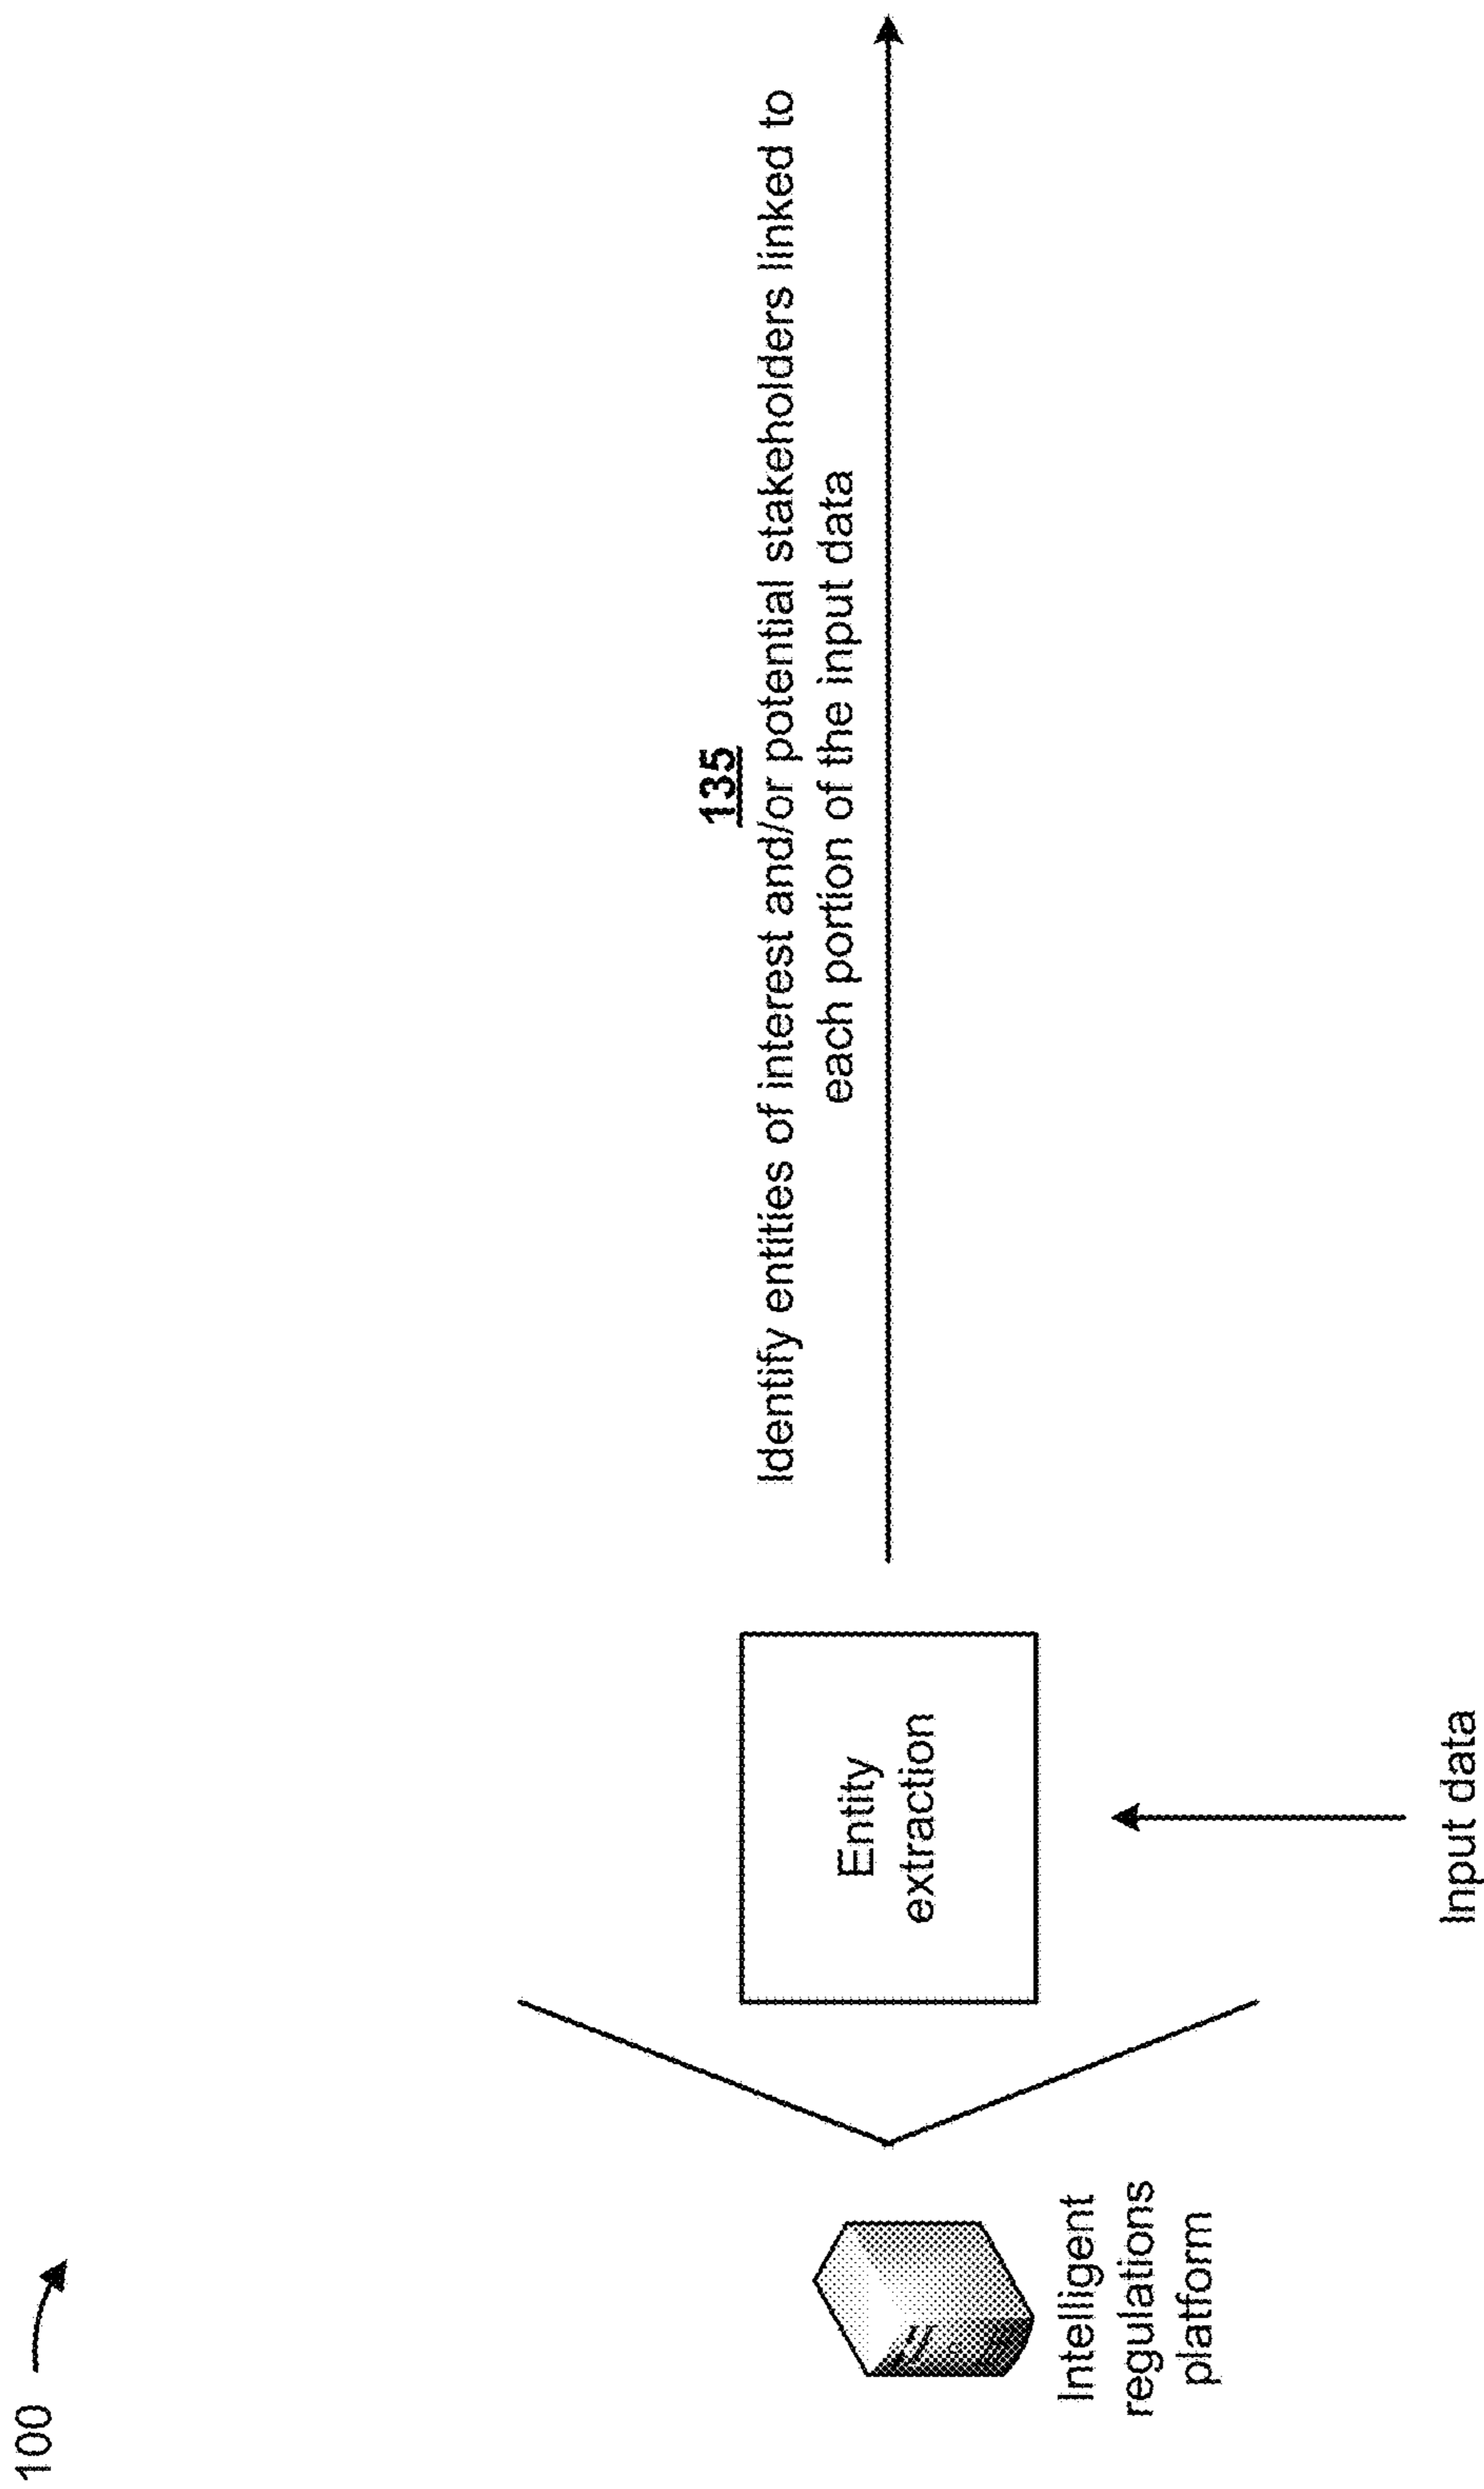 100
135
Identify entities of interest and/or potential stakeholders linked to
each portion of the input data
Entity
extraction
Intelligent
regulations
platform
Input data